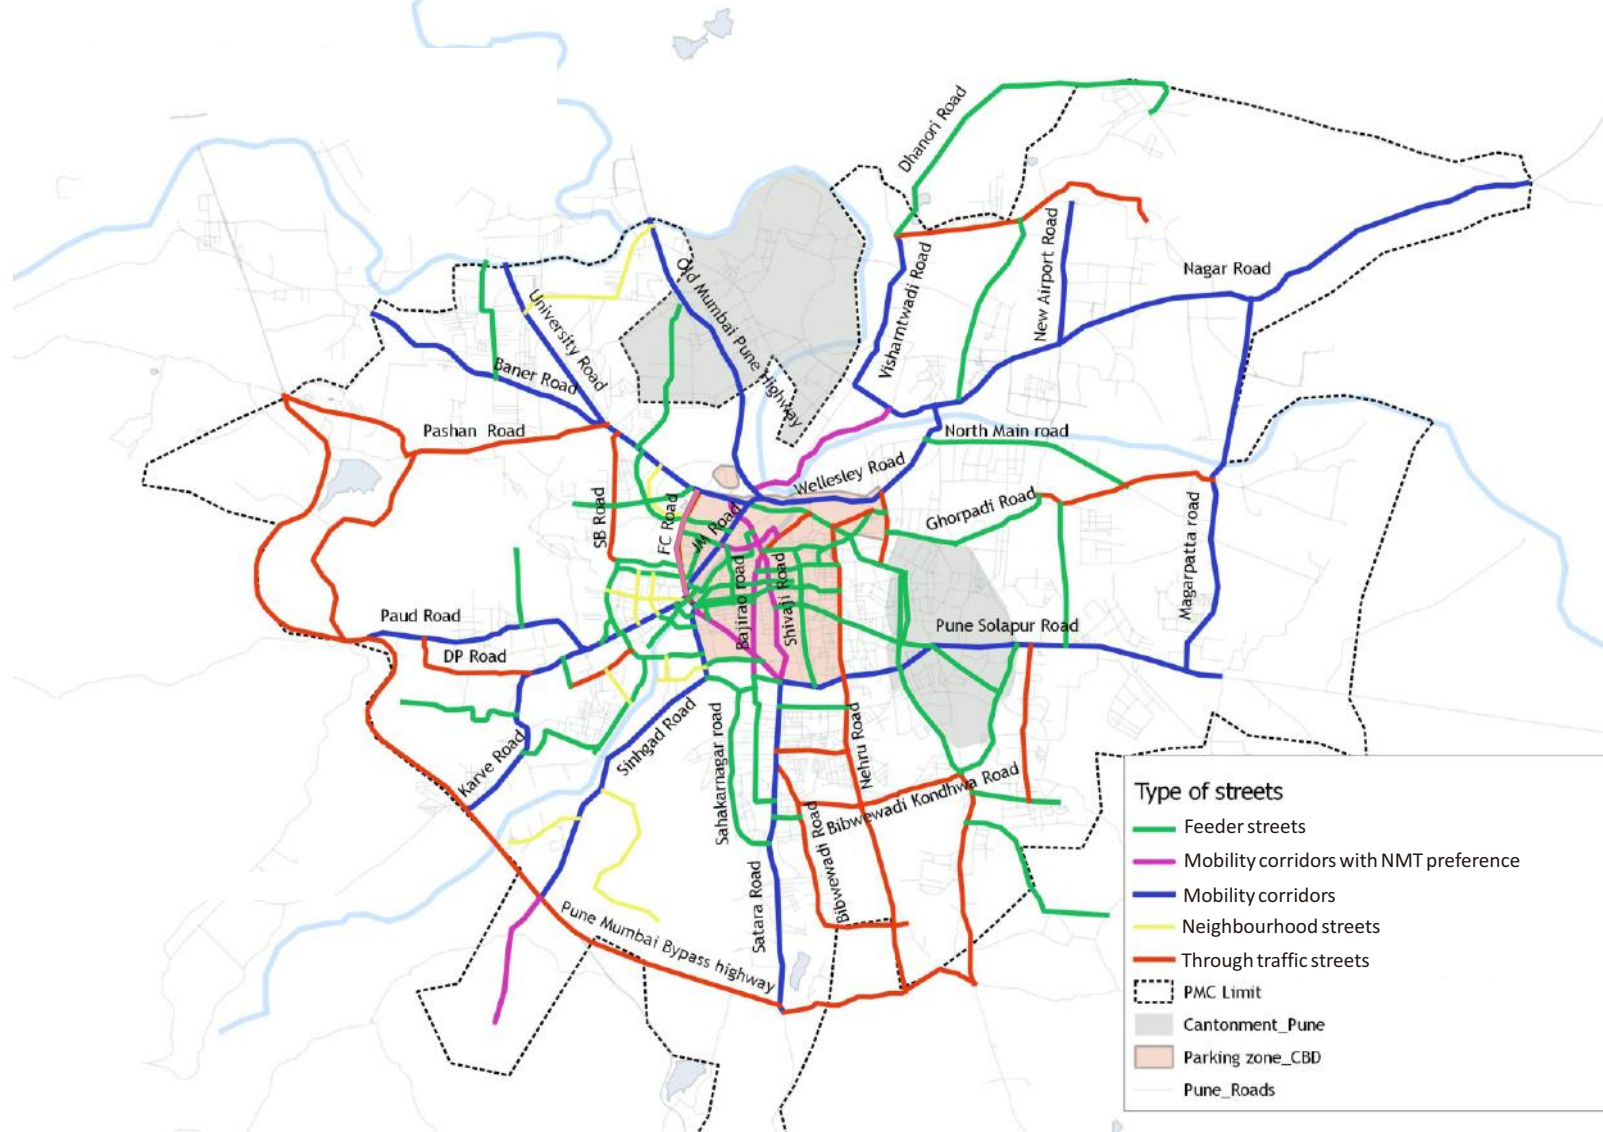 Dhanori Road
Visharntwadi Road
New Airport Road
Nagar Road
Old Mumbai Pune Highway
University Road
Baner Road
Pashan Road
North Main road
Wellesley Road
Ghorpadi Road
SB Road
FC Road
JM Road
Magarpatta road
Bajirao road
Shivaji Road
Paud Road
DP Road
Pune Solapur Road
Karve Road
Sinhgad Road
Sahakarnagar road
Nehru Road
Bibwewadi Road
Bibwewadi Kondhwa Road
Satara Road
Pune Mumbai Bypass highway
Type of streets
Feeder streets
Mobility corridors with NMT preference
Mobility corridors
Neighbourhood streets
Through traffic streets
PMC Limit
Cantonment_Pune
Parking zone_CBD
Pune_Roads